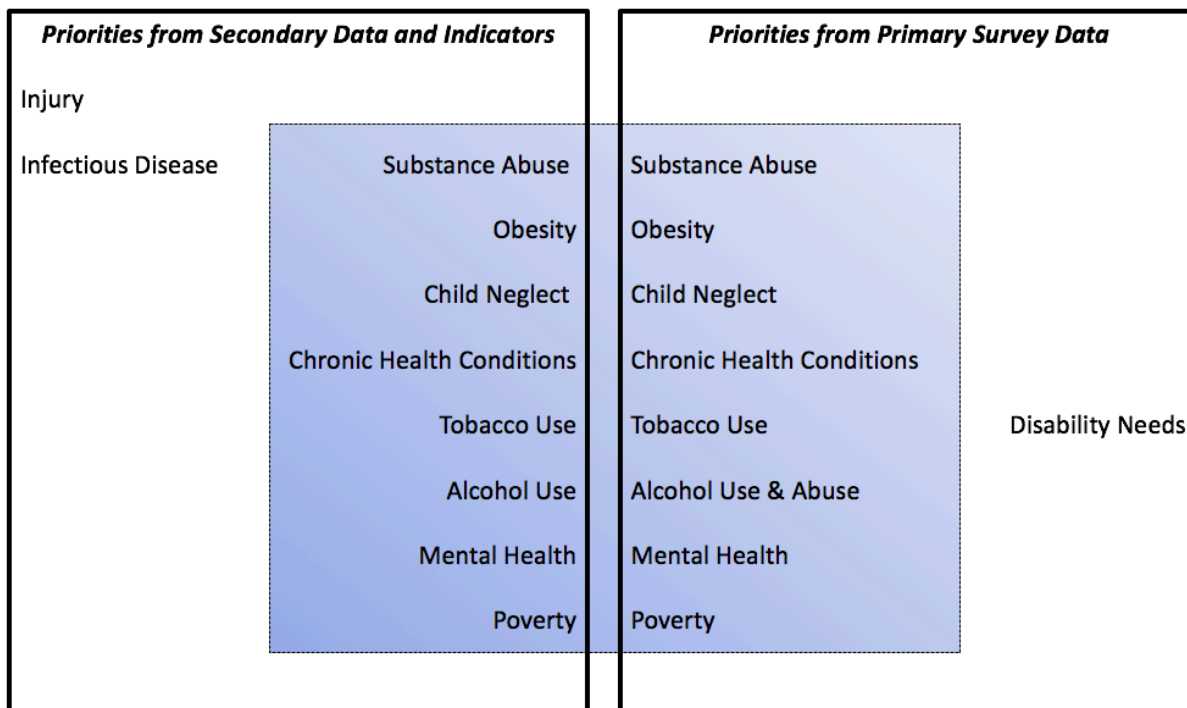 Priorities from Secondary Data and Indicators
Injury
Infectious Disease
Substance Abuse
Obesity
Child Neglect
Chronic Health Conditions
Tobacco Use
Alcohol Use
Mental Health
Poverty
Priorities from Primary Survey Data
Substance Abuse
Obesity
Child Neglect
Chronic Health Conditions
Tobacco Use
Alcohol Use & Abuse
Mental Health
Poverty
Disability Needs